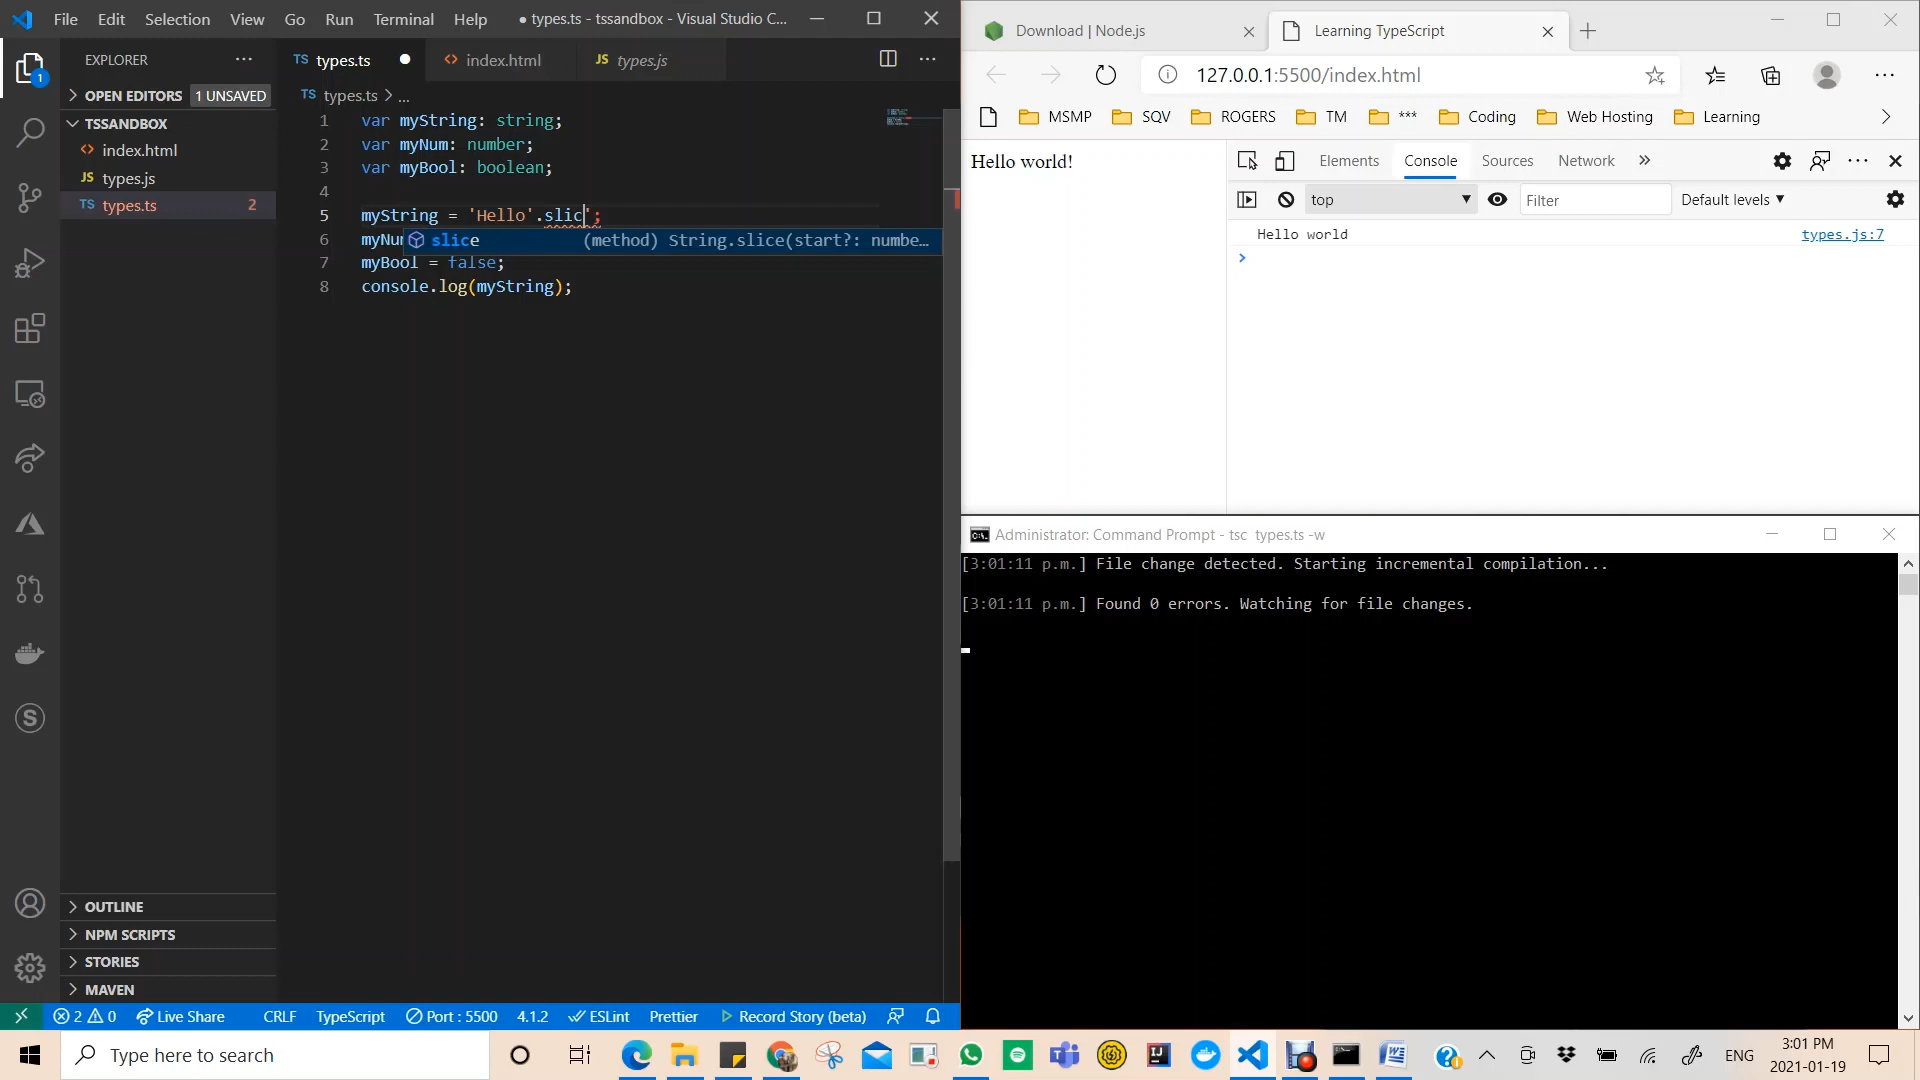 File Edit Selection View Go Run Terminal Help ● types.ts - tssandbox - Visual Studio C...
EXPLORER
OPEN EDITORS 1 UNSAVED
TSSANDBOX
index.html
JS types.js
TS types.ts 2
OUTLINE
NPM SCRIPTS
STORIES
MAVEN
TS types.ts index.html JS types.js
TS types.ts > ...
1 var myString: string;
2 var myNum: number;
3 var myBool: boolean;
4
5 myString = 'Hello'.slic';
6 myNu
slice (method) String.slice(start?: numbe...
7 myBool = false;
8 console.log(myString);
2 0 Live Share CRLF TypeScript Port : 5500 4.1.2 ESLint Prettier Record Story (beta)
Download | Node.js Learning TypeScript
127.0.0.1:5500/index.html
MSMP SQV ROGERS TM *** Coding Web Hosting Learning
Hello world!
Elements Console Sources Network
top Filter Default levels
Hello world types.js:7
Administrator: Command Prompt - tsc types.ts -w
[3:01:11 p.m.] File change detected. Starting incremental compilation...
[3:01:11 p.m.] Found 0 errors. Watching for file changes.
Type here to search
ENG
3:01 PM
2021-01-19